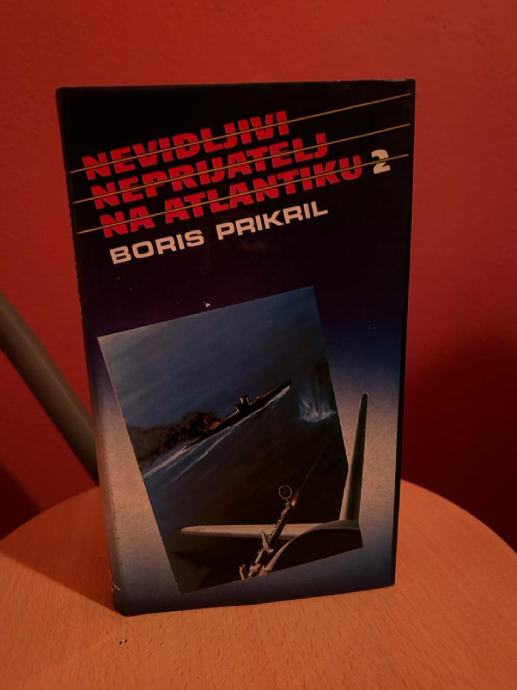 NEVIDLJIVI
NEPRIJATELJ
NA ATLANTIKU 2
BORIS PRIKRIL